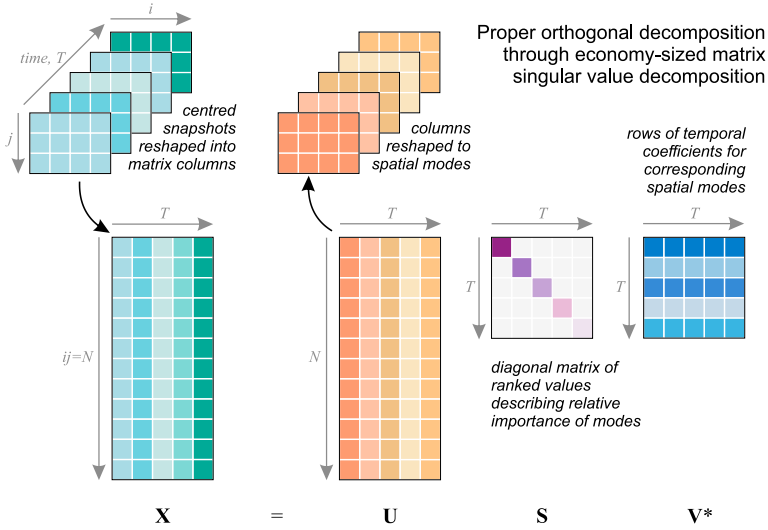 i
Proper orthogonal decomposition
through economy-sized matrix
singular value decomposition
time, T
j
centred
snapshots
reshaped into
matrix columns
columns
reshaped to
spatial modes
rows of temporal
coefficients for
corresponding
spatial modes
T
T
T
T
ij=N
N
T
T
diagonal matrix of
ranked values
describing relative
importance of modes
X = U S V*